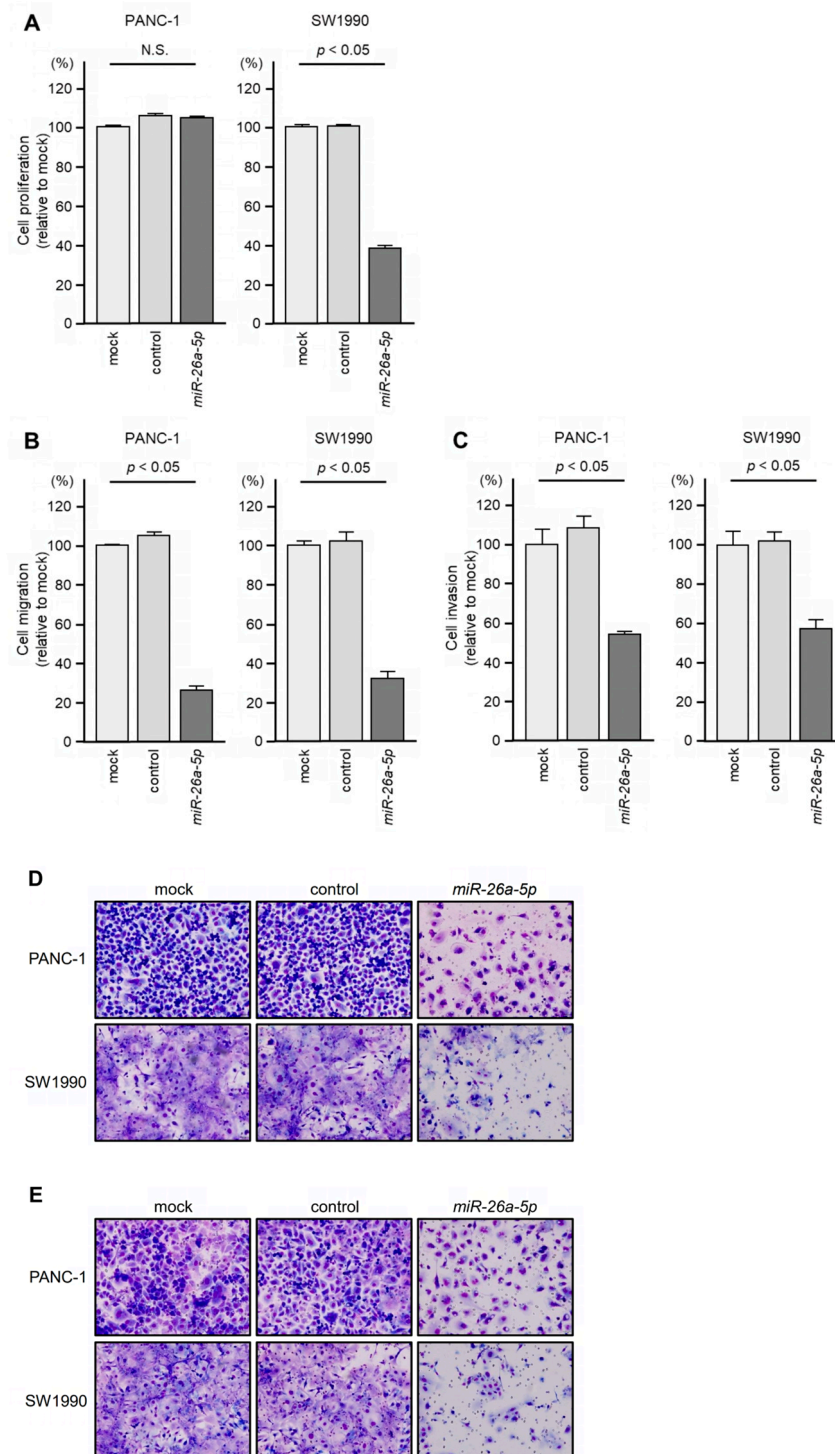 A
PANC-1
SW1990
N.S.
p < 0.05
(%)
(%)
120
100
80
60
40
20
0
120
100
80
60
40
20
0
Cell proliferation
(relative to mock)
mock
control
miR-26a-5p
mock
control
miR-26a-5p
B
PANC-1
SW1990
p < 0.05
p < 0.05
(%)
(%)
120
100
80
60
40
20
0
120
100
80
60
40
20
0
Cell migration
(relative to mock)
mock
control
miR-26a-5p
mock
control
miR-26a-5p
C
PANC-1
SW1990
p < 0.05
p < 0.05
(%)
(%)
120
100
80
60
40
20
0
120
100
80
60
40
20
0
Cell invasion
(relative to mock)
mock
control
miR-26a-5p
mock
control
miR-26a-5p
D
mock
control
miR-26a-5p
PANC-1
SW1990
E
mock
control
miR-26a-5p
PANC-1
SW1990